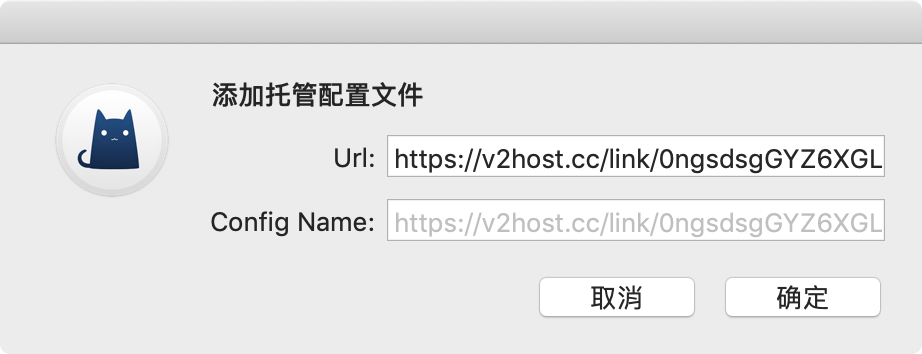 添加托管配置文件
Url: https://v2host.cc/link/0ngsdsgGYZ6XGL
Config Name: https://v2host.cc/link/0ngsdsgGYZ6XGL
取消 确定